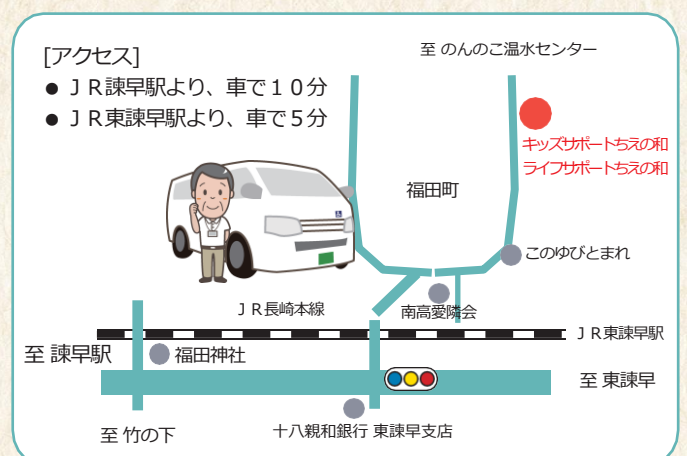 [アクセス]
● ＪＲ諫早駅より、車で１０分
● ＪＲ東諫早駅より、車で５分
至 のんのこ温水センター
キッズサポートちえの和
ライフサポートちえの和
福田町
このゆびとまれ
ＪＲ長崎本線
南高愛隣会
ＪＲ東諫早駅
至 諫早駅
福田神社
至 東諫早
至 竹の下
十八親和銀行 東諫早支店